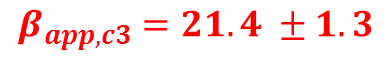 β_app,c3 = 21.4 ± 1.3